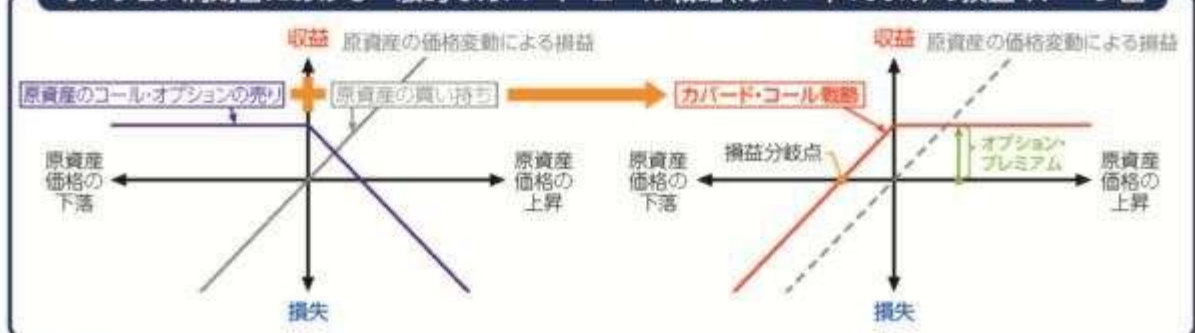 収益 原資産の価格変動による損益
原資産のコール・オプションの売り
原資産の買い持ち
原資産
価格の
下落
原資産
価格の
上昇
損失
収益 原資産の価格変動による損益
カバード・コール戦略
損益分岐点
オプション・
プレミアム
原資産
価格の
下落
原資産
価格の
上昇
損失